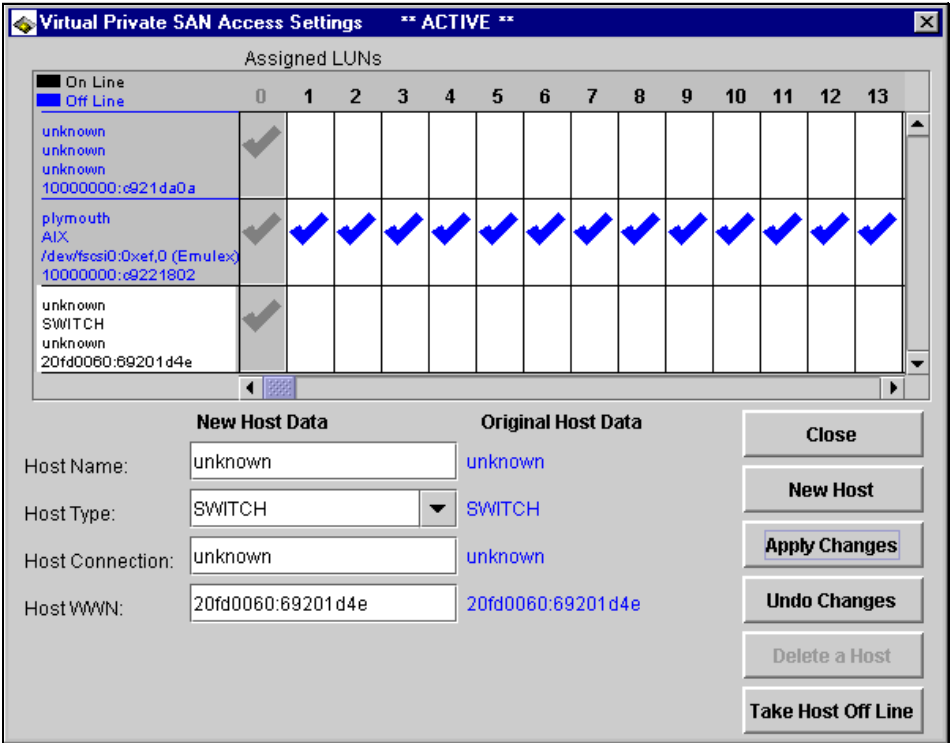 Virtual Private SAN Access Settings ** ACTIVE **
Assigned LUNs
On Line
Off Line
0 1 2 3 4 5 6 7 8 9 10 11 12 13
unknown
unknown
unknown
10000000:c921da0a
plymouth
AIX
/dev/fscsi0:0xef,0 (Emulex)
10000000:c9221802
unknown
SWITCH
unknown
20fd0060:69201d4e
New Host Data Original Host Data
Host Name: unknown unknown
Host Type: SWITCH SWITCH
Host Connection: unknown unknown
Host WWN: 20fd0060:69201d4e 20fd0060:69201d4e
Close
New Host
Apply Changes
Undo Changes
Delete a Host
Take Host Off Line